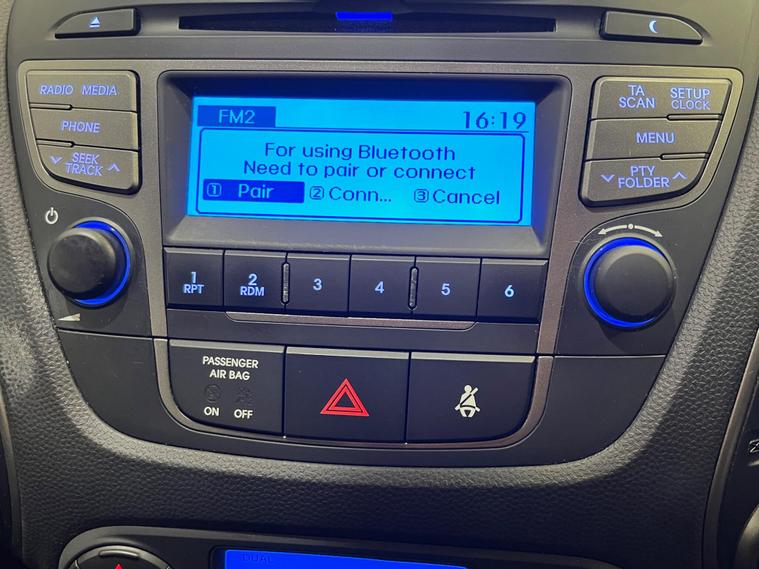 RADIO MEDIA
PHONE
SEEK
TRACK
FM2 16:19
For using Bluetooth
Need to pair or connect
1 Pair 2 Conn... 3 Cancel
TA
SCAN
SETUP
CLOCK
MENU
PTY
FOLDER
1
RPT
2
RDM
3
4
5
6
PASSENGER
AIR BAG
ON OFF
DUAL